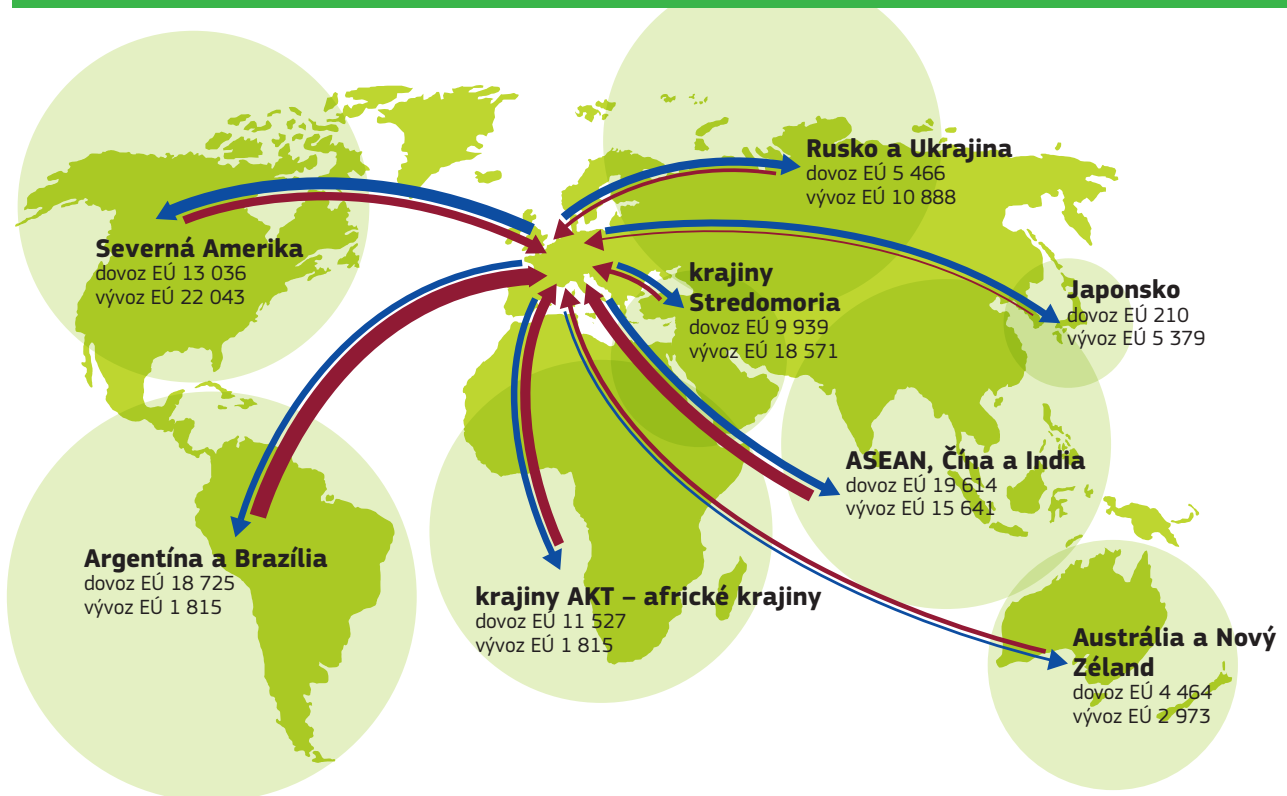 Rusko a Ukrajina
dovoz EÚ 5 466
vývoz EÚ 10 888
Severná Amerika
dovoz EÚ 13 036
vývoz EÚ 22 043
krajiny
Stredomoria
dovoz EÚ 9 939
vývoz EÚ 18 571
Japonsko
dovoz EÚ 210
vývoz EÚ 5 379
ASEAN, Čína a India
dovoz EÚ 19 614
vývoz EÚ 15 641
Argentína a Brazília
dovoz EÚ 18 725
vývoz EÚ 1 815
krajiny AKT – africké krajiny
dovoz EÚ 11 527
vývoz EÚ 1 815
Austrália a Nový
Zéland
dovoz EÚ 4 464
vývoz EÚ 2 973